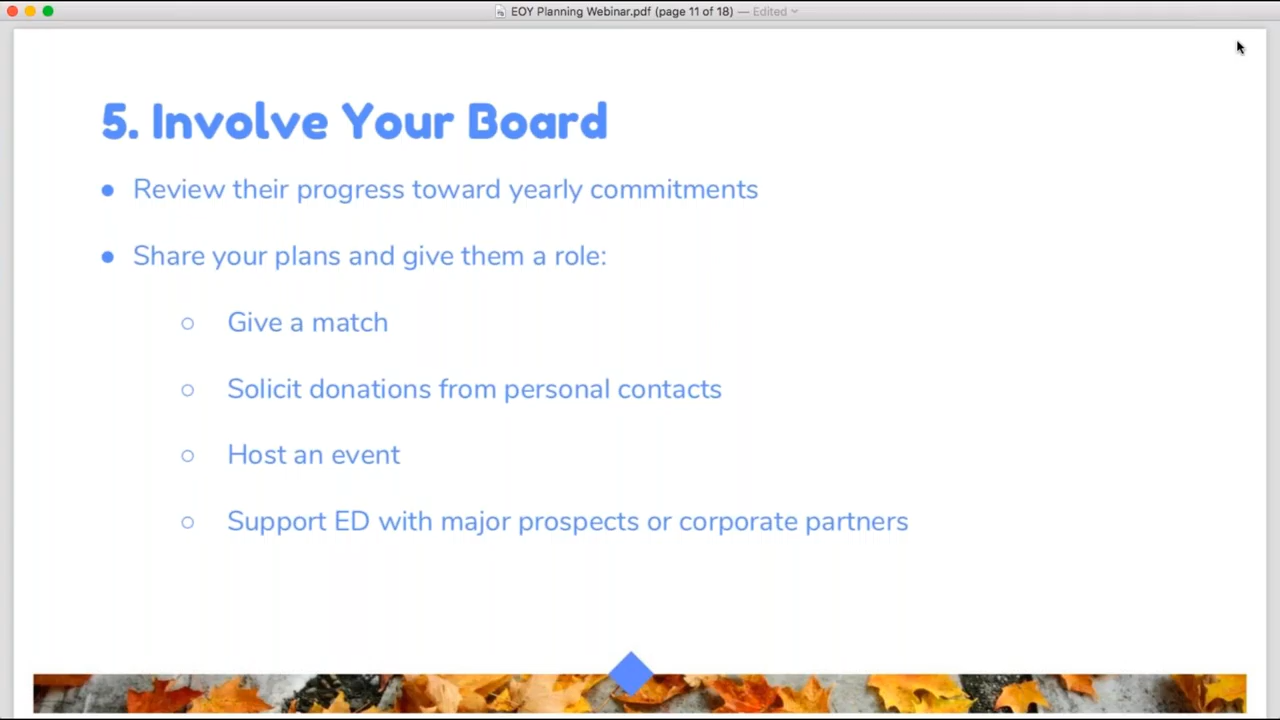 EOY Planning Webinar.pdf (page 11 of 18) — Edited
5. Involve Your Board
● Review their progress toward yearly commitments
● Share your plans and give them a role:
○ Give a match
○ Solicit donations from personal contacts
○ Host an event
○ Support ED with major prospects or corporate partners